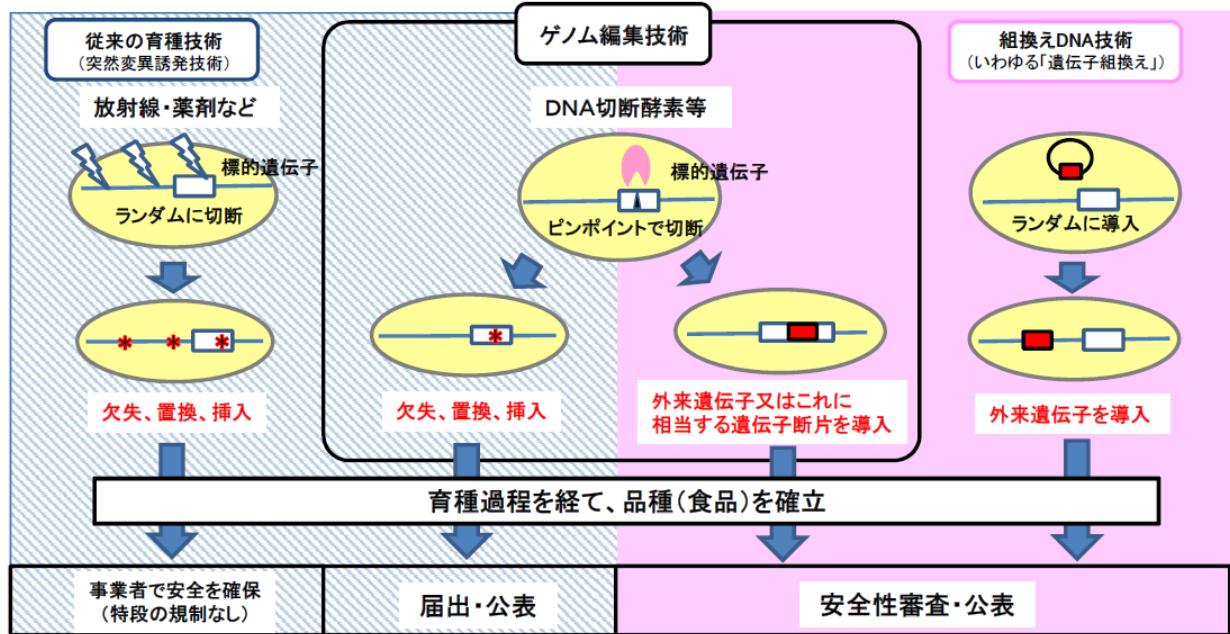 従来の育種技術
（突然変異誘発技術）
ゲノム編集技術
組換えDNA技術
（いわゆる「遺伝子組換え」）
放射線・薬剤など
DNA切断酵素等
標的遺伝子
ランダムに切断
標的遺伝子
ピンポイントで切断
ランダムに導入
欠失、置換、挿入
欠失、置換、挿入
外来遺伝子又はこれに
相当する遺伝子断片を導入
外来遺伝子を導入
育種過程を経て、品種（食品）を確立
事業者で安全を確保
（特段の規制なし）
届出・公表
安全性審査・公表